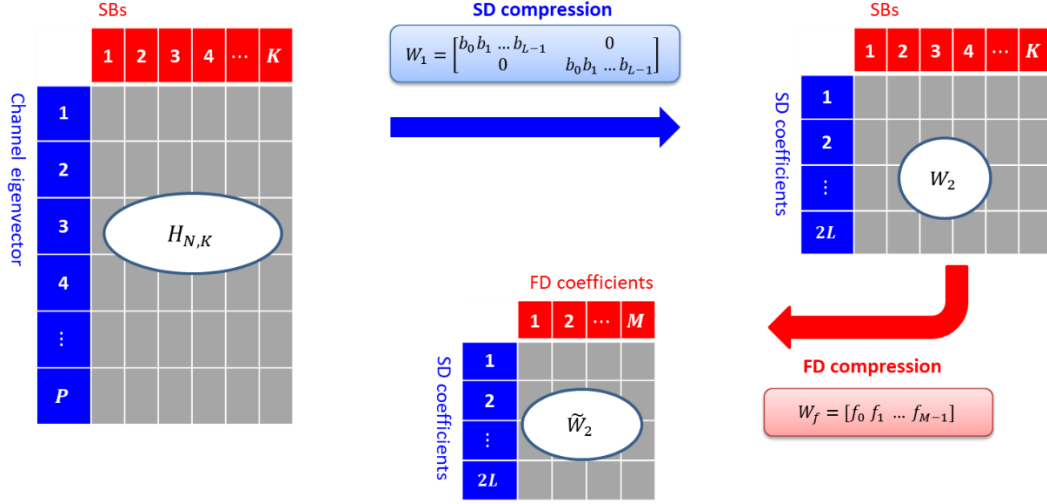 SBs
1 2 3 4 ⋯ K
Channel eigenvector
1
2
3
4
⋮
P
H_{N,K}
SD compression
W_1 = [b_0 b_1 … b_{L-1} 0
0 b_0 b_1 … b_{L-1}]
SBs
1 2 3 4 ⋯ K
SD coefficients
1
2
⋮
2L
W_2
FD compression
W_f = [f_0 f_1 … f_{M-1}]
FD coefficients
1 2 ⋯ M
SD coefficients
1
2
⋮
2L
W̃_2